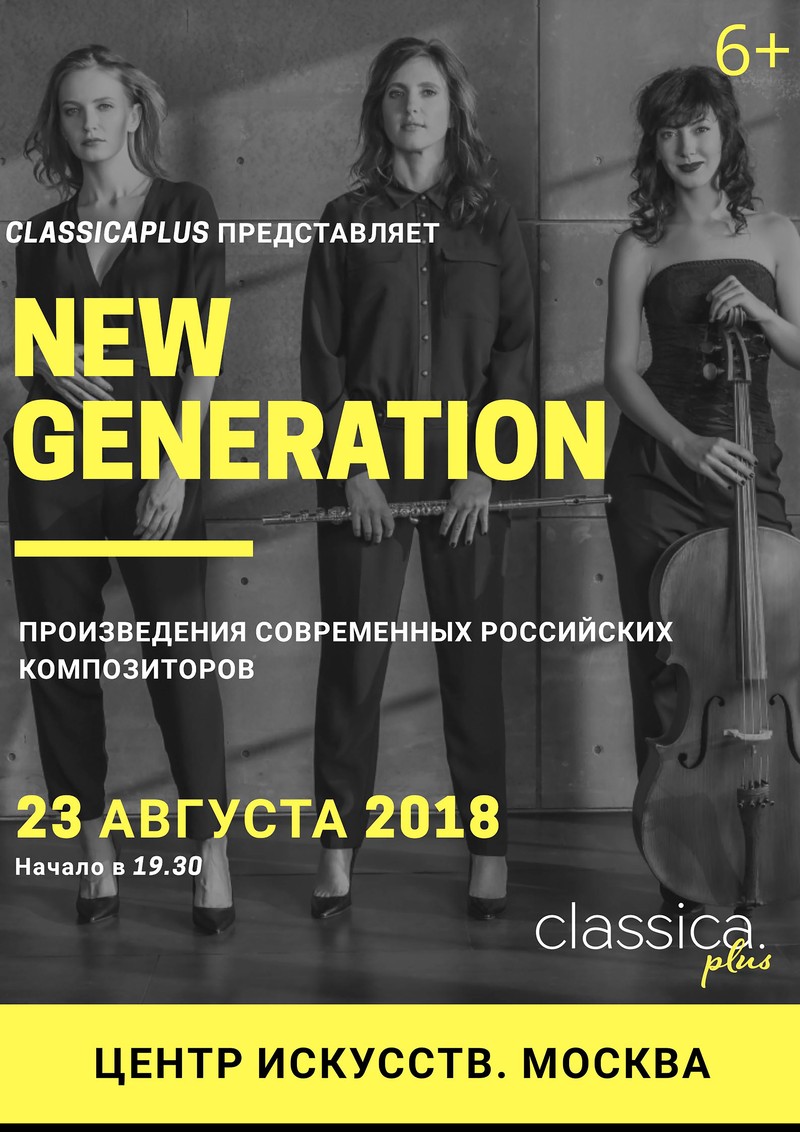 6+
CLASSICAPLUS ПРЕДСТАВЛЯЕТ
NEW
GENERATION
ПРОИЗВЕДЕНИЯ СОВРЕМЕННЫХ РОССИЙСКИХ
КОМПОЗИТОРОВ
23 АВГУСТА 2018
Начало в 19.30
classica.
plus
ЦЕНТР ИСКУССТВ. МОСКВА